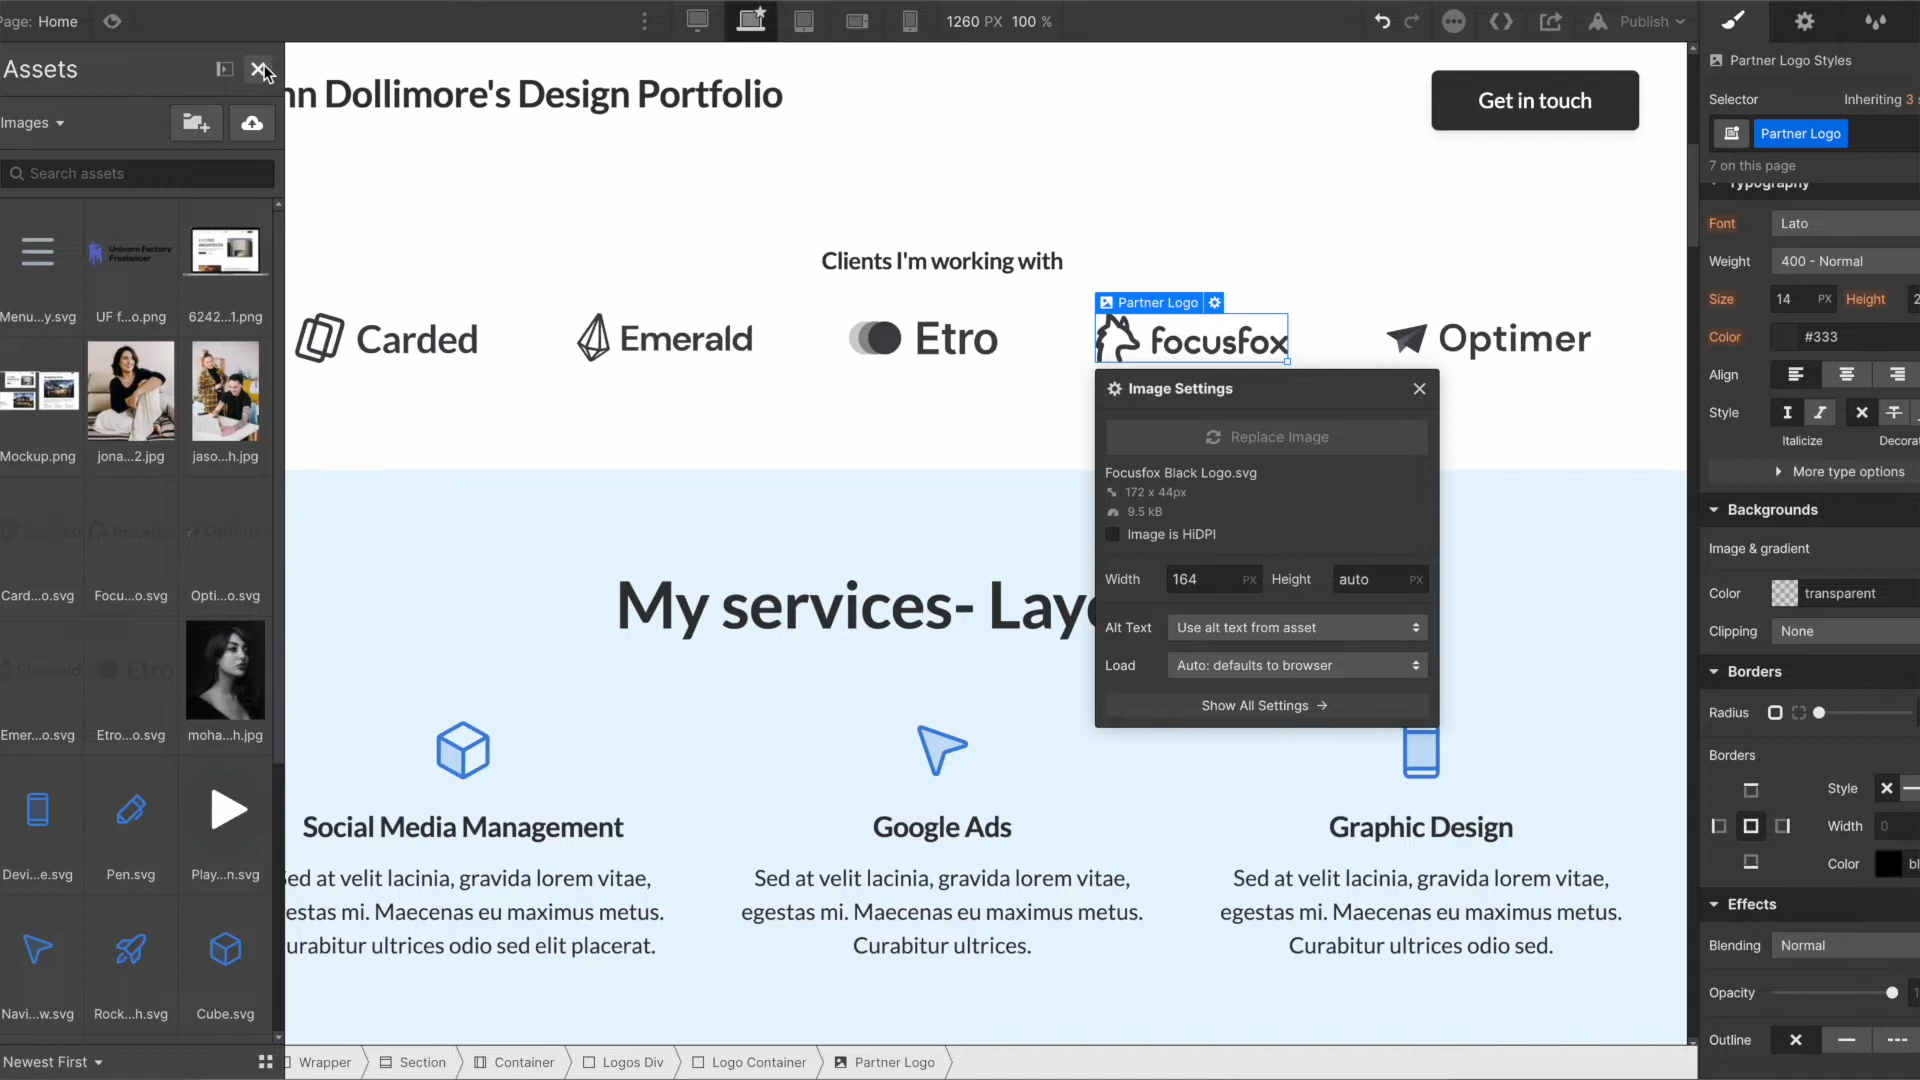 Page: Home
1260 PX 100 %
Publish
Assets
Images
Search assets
Menu...y.svg
UF f...o.png
6242...1.png
Unicorn Factory
Freelancer
Mockup.png
jona...2.jpg
jaso...h.jpg
Card...o.svg
Focu...o.svg
Opti...o.svg
Etro
Emer...o.svg
Etro...o.svg
moha...h.jpg
Devi...e.svg
Pen.svg
Play...n.svg
Navi...w.svg
Rock...h.svg
Cube.svg
Newest First
nn Dollimore's Design Portfolio
Get in touch
Clients I'm working with
Carded
Emerald
Etro
Partner Logo
focusfox
Optimer
Image Settings
Replace Image
Focusfox Black Logo.svg
172 x 44px
9.5 kB
Image is HiDPI
Width 164 PX Height auto PX
Alt Text Use alt text from asset
Load Auto: defaults to browser
Show All Settings →
My services- Lay
Social Media Management
Sed at velit lacinia, gravida lorem vitae,
estas mi. Maecenas eu maximus metus.
urabitur ultrices odio sed elit placerat.
Google Ads
Sed at velit lacinia, gravida lorem vitae,
egestas mi. Maecenas eu maximus metus.
Curabitur ultrices.
Graphic Design
Sed at velit lacinia, gravida lorem vitae,
egestas mi. Maecenas eu maximus metus.
Curabitur ultrices odio sed.
Wrapper
Section
Container
Logos Div
Logo Container
Partner Logo
Partner Logo Styles
Selector
Inheriting 3 s
Partner Logo
7 on this page
Typography
Font Lato
Weight 400 - Normal
Size 14 PX Height 2
Color #333
Align
Style
Italicize Decorat
More type options
Backgrounds
Image & gradient
Color transparent
Clipping None
Borders
Radius
Borders
Style
Width 0
Color bl
Effects
Blending Normal
Opacity 1
Outline